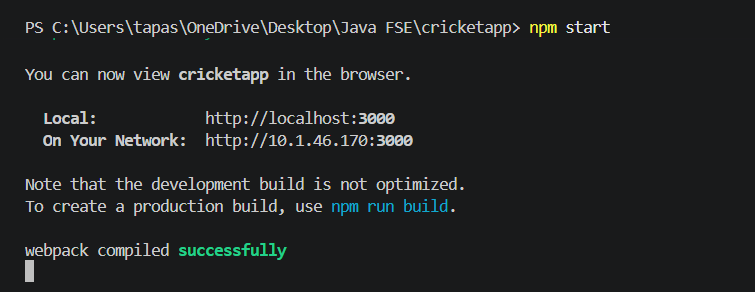 PS C:\Users\tapas\OneDrive\Desktop\Java FSE\cricketapp> npm start
You can now view cricketapp in the browser.
Local: http://localhost:3000
On Your Network: http://10.1.46.170:3000
Note that the development build is not optimized.
To create a production build, use npm run build.
webpack compiled successfully